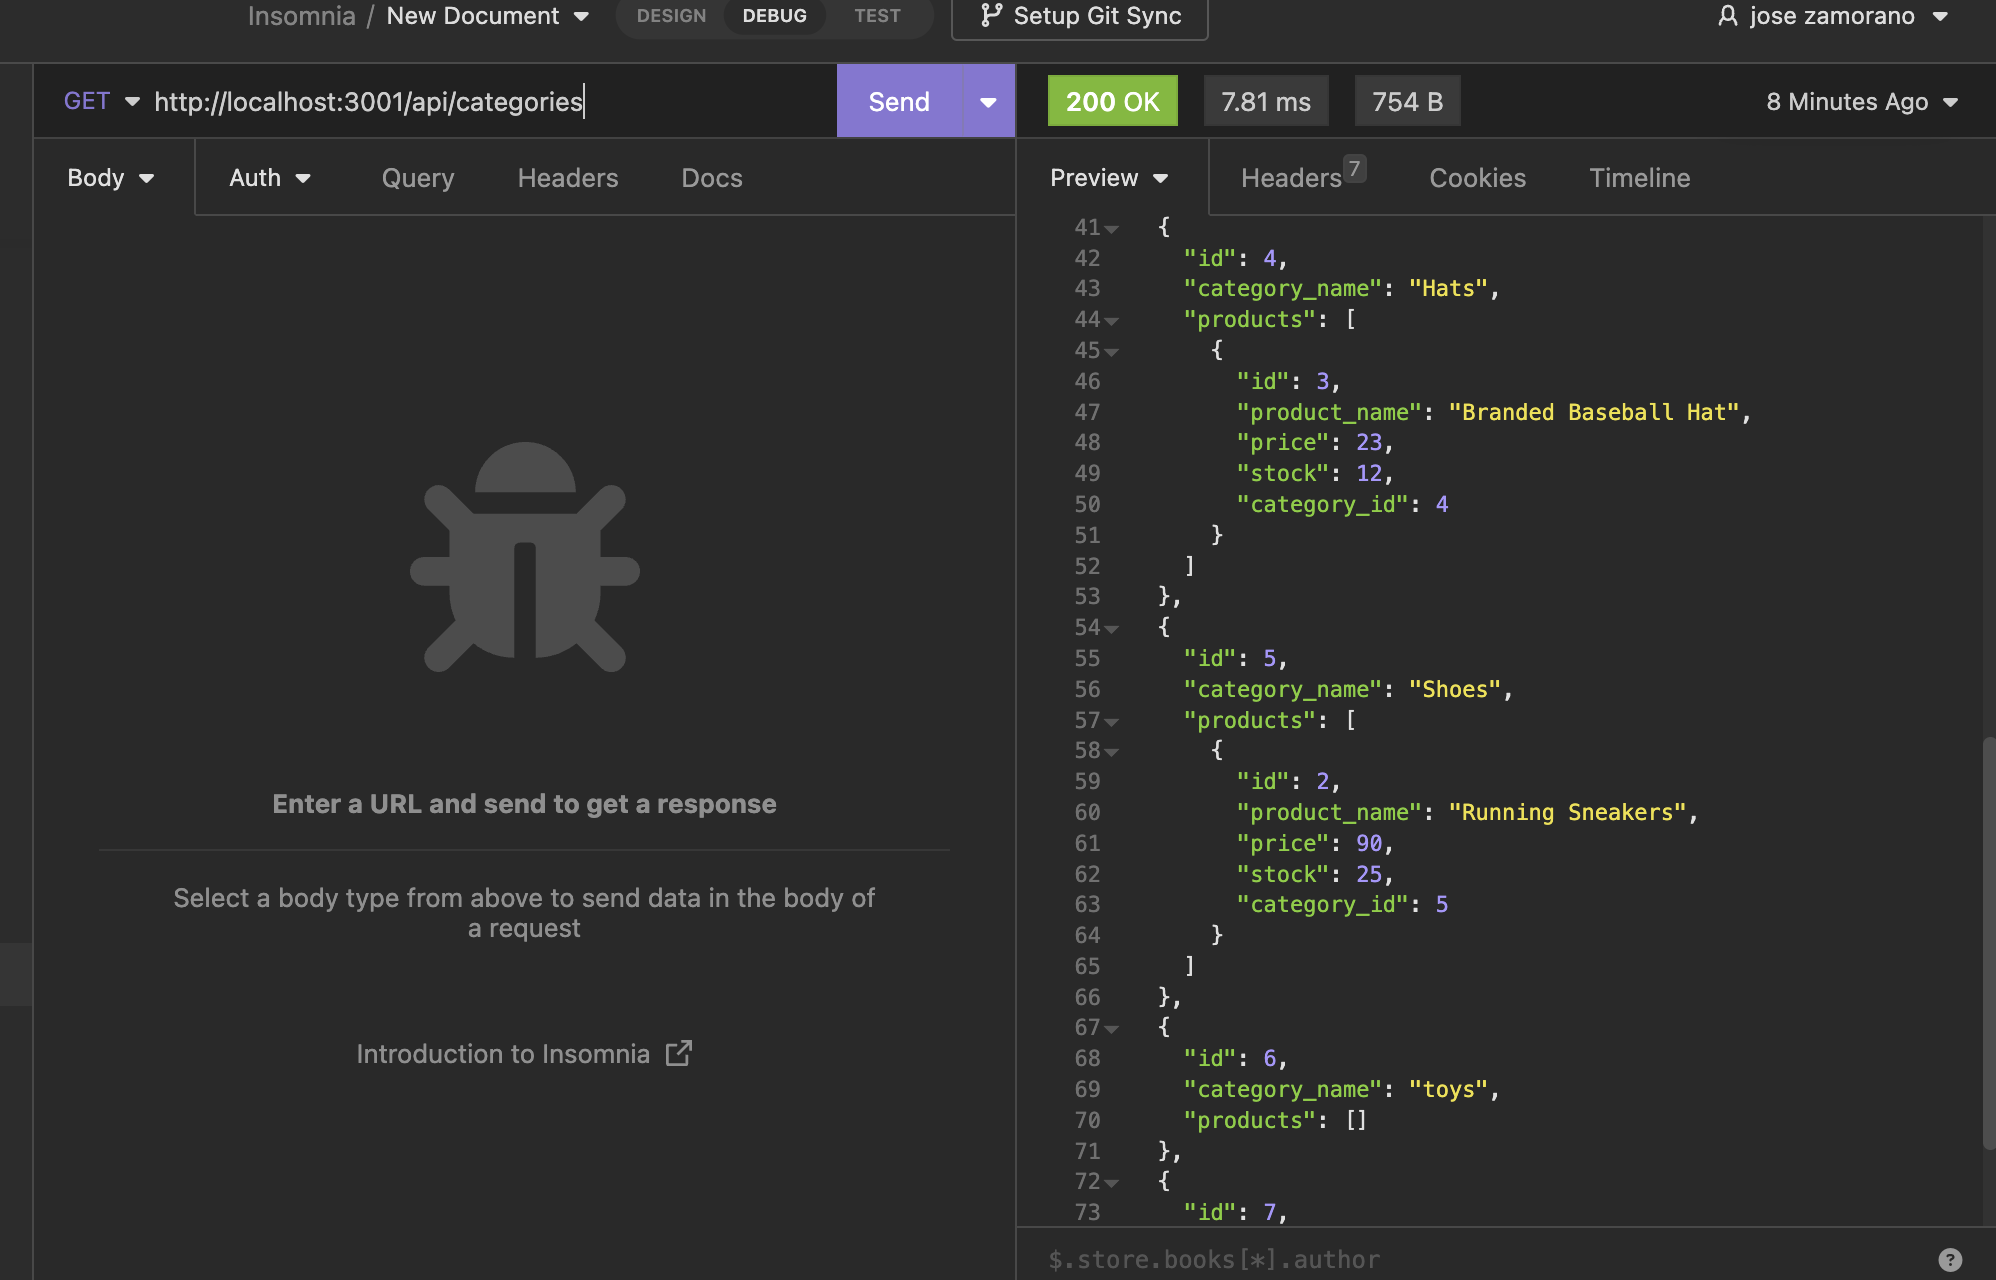 Insomnia / New Document DESIGN DEBUG TEST Setup Git Sync jose zamorano
GET http://localhost:3001/api/categories Send 200 OK 7.81 ms 754 B 8 Minutes Ago
Body Auth Query Headers Docs
Enter a URL and send to get a response
Select a body type from above to send data in the body of
a request
Introduction to Insomnia
Preview Headers 7 Cookies Timeline
41 {
42 "id": 4,
43 "category_name": "Hats",
44 "products": [
45 {
46 "id": 3,
47 "product_name": "Branded Baseball Hat",
48 "price": 23,
49 "stock": 12,
50 "category_id": 4
51 }
52 ]
53 },
54 {
55 "id": 5,
56 "category_name": "Shoes",
57 "products": [
58 {
59 "id": 2,
60 "product_name": "Running Sneakers",
61 "price": 90,
62 "stock": 25,
63 "category_id": 5
64 }
65 ]
66 },
67 {
68 "id": 6,
69 "category_name": "toys",
70 "products": []
71 },
72 {
73 "id": 7,
$.store.books[*].author ?